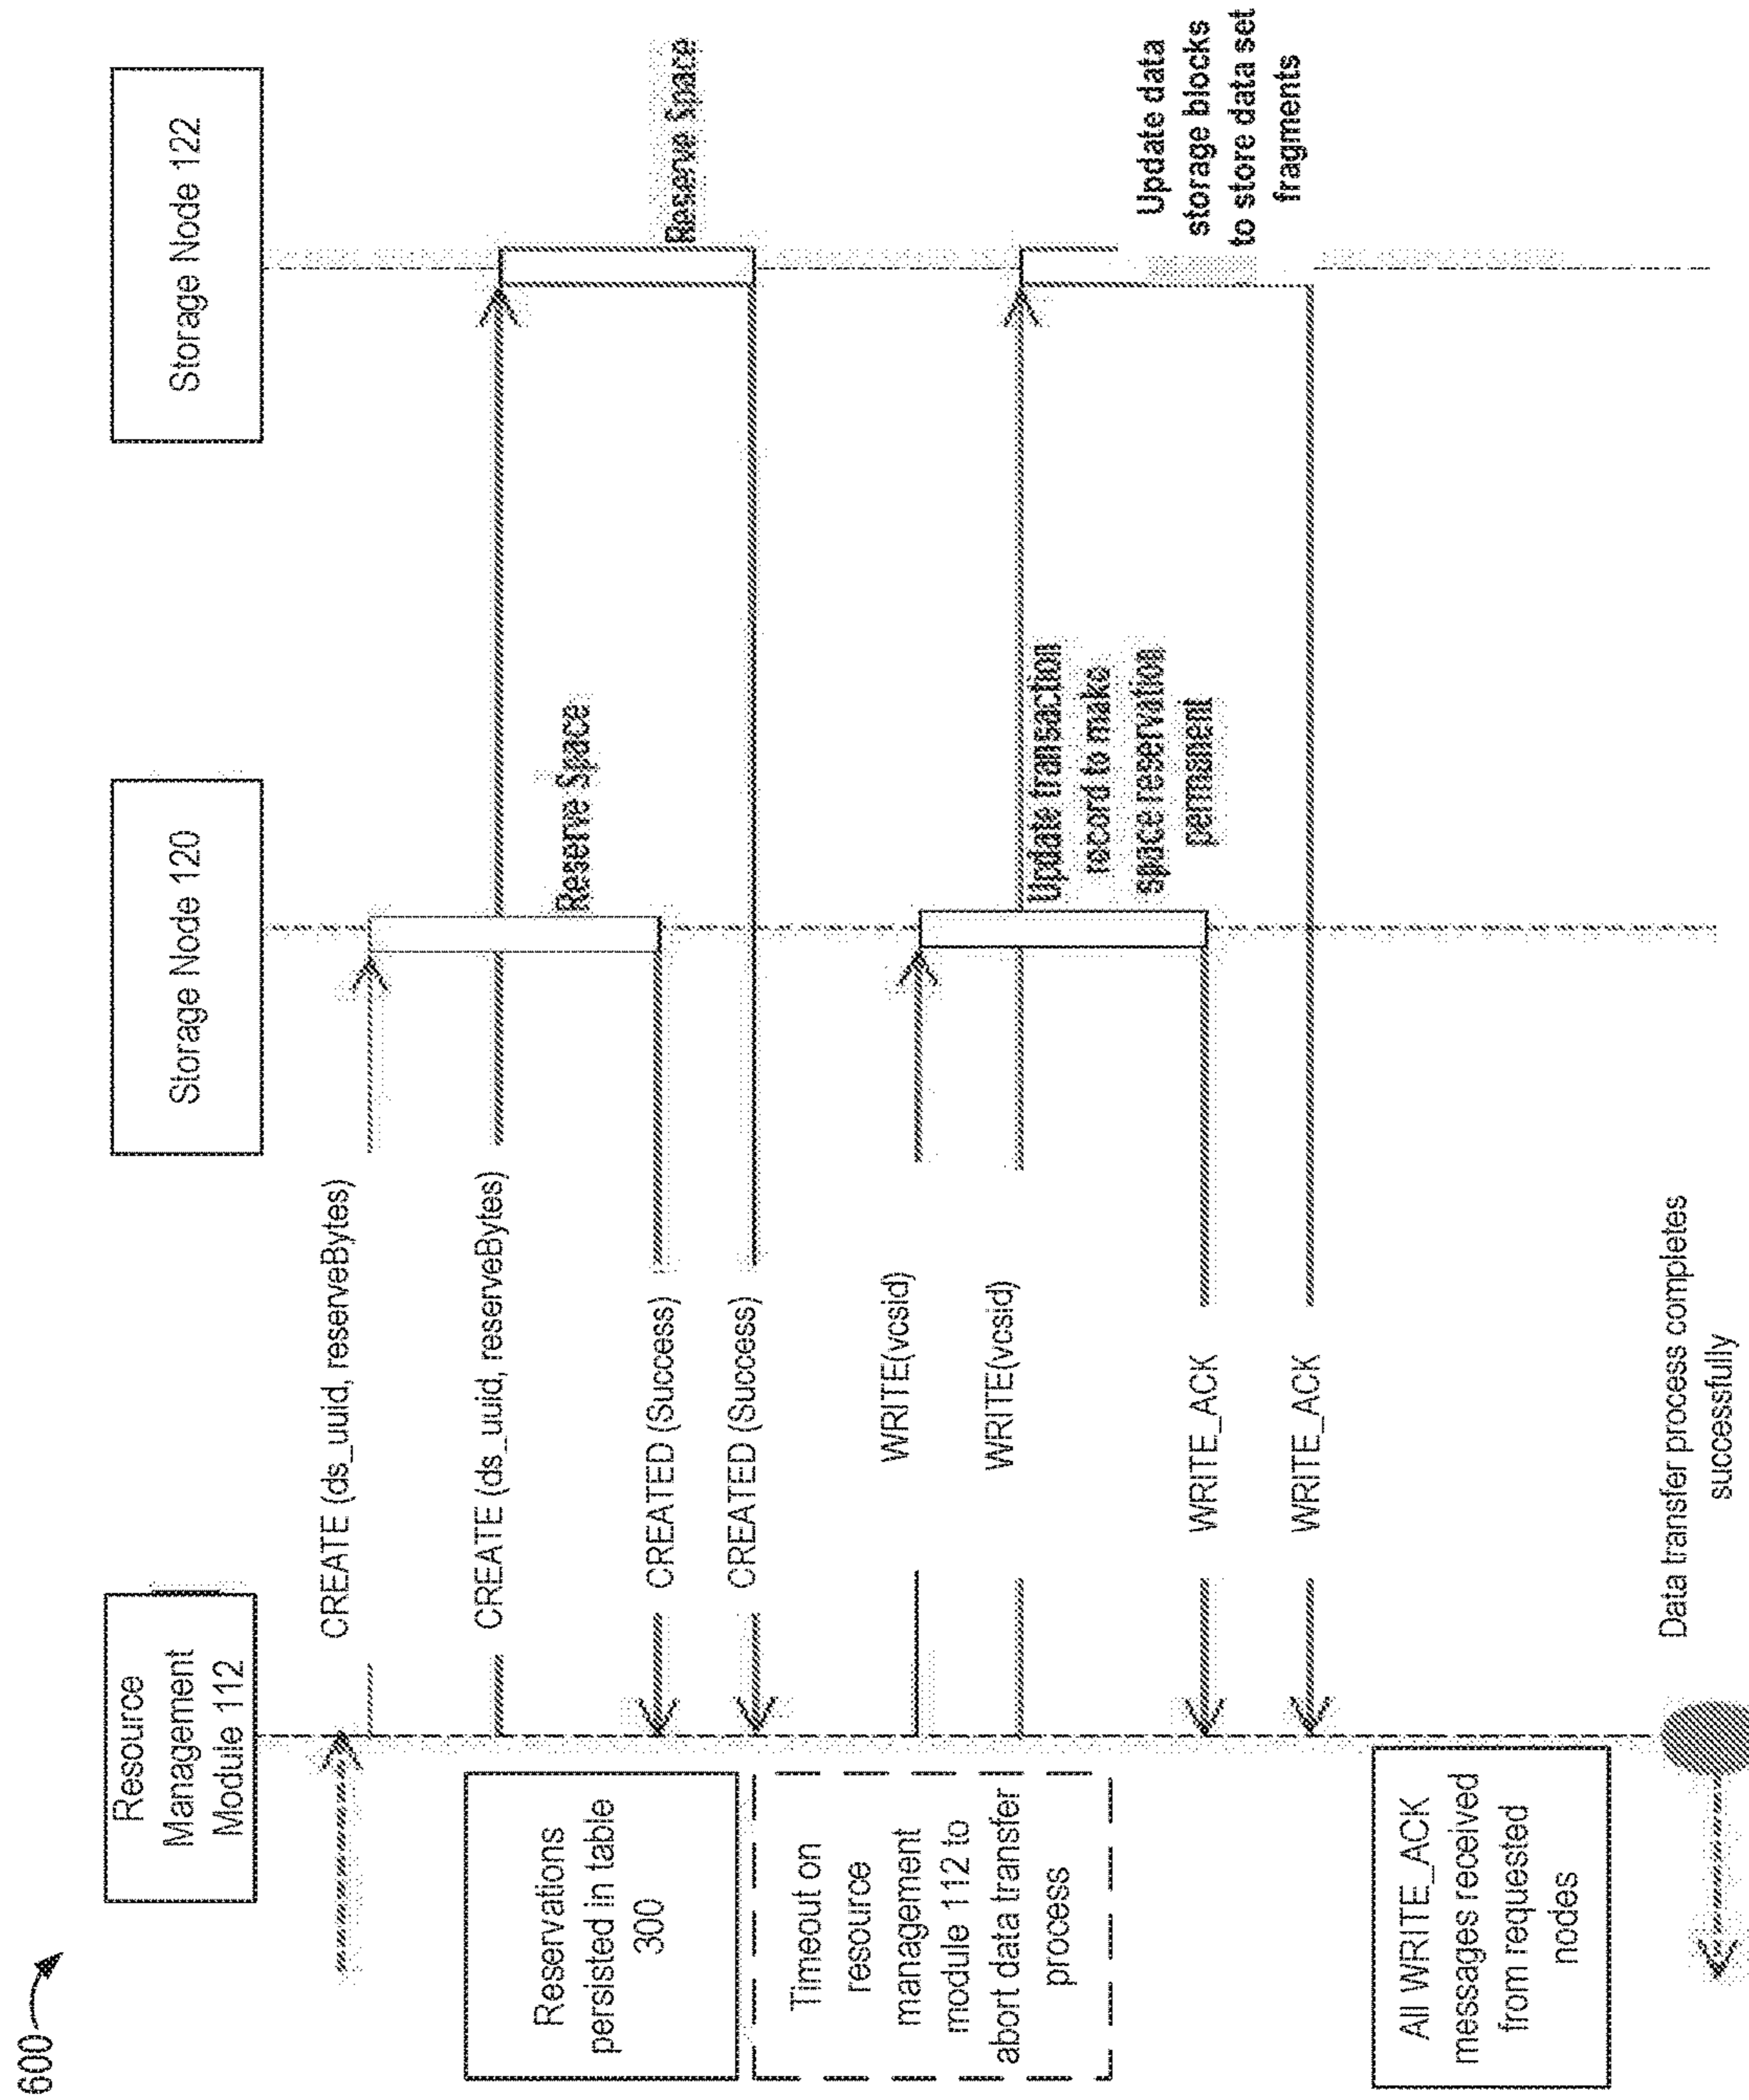 600
Resource
Management
Module 112
Storage Node 120
Storage Node 122
CREATE (ds_uuid, reserveBytes)
CREATE (ds_uuid, reserveBytes)
Reserve Space
Reserve Space
Reservations
persisted in table
300
CREATED (Success)
CREATED (Success)
Timeout on
resource
management
module 112 to
abort data transfer
process
WRITE(vcsid)
WRITE(vcsid)
Update transaction
record to make
space reservation
permanent
Update data
storage blocks
to store data set
fragments
WRITE_ACK
WRITE_ACK
All WRITE_ACK
messages received
from requested
nodes
Data transfer process completes
successfully